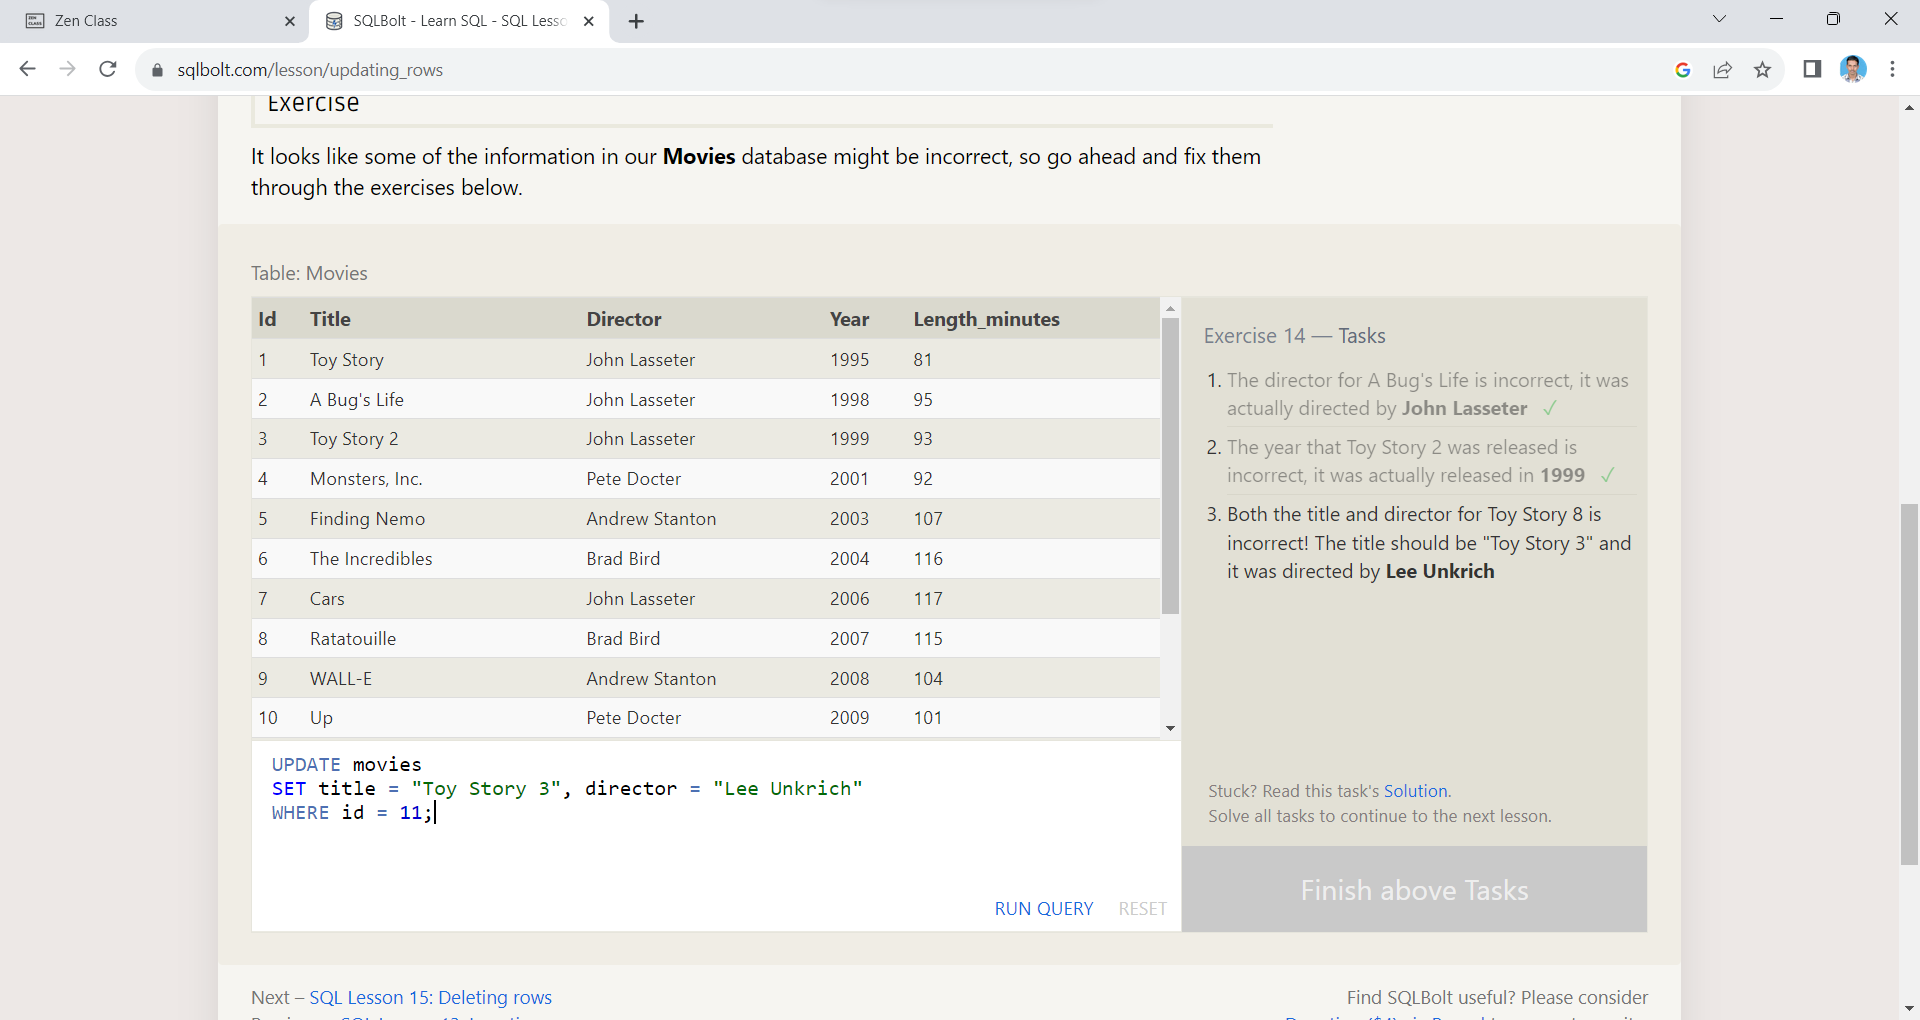 Zen Class
SQLBolt - Learn SQL - SQL Lesso
sqlbolt.com/lesson/updating_rows
Exercise
It looks like some of the information in our Movies database might be incorrect, so go ahead and fix them
through the exercises below.
Table: Movies
Id Title Director Year Length_minutes
1 Toy Story John Lasseter 1995 81
2 A Bug's Life John Lasseter 1998 95
3 Toy Story 2 John Lasseter 1999 93
4 Monsters, Inc. Pete Docter 2001 92
5 Finding Nemo Andrew Stanton 2003 107
6 The Incredibles Brad Bird 2004 116
7 Cars John Lasseter 2006 117
8 Ratatouille Brad Bird 2007 115
9 WALL-E Andrew Stanton 2008 104
10 Up Pete Docter 2009 101
UPDATE movies
SET title = "Toy Story 3", director = "Lee Unkrich"
WHERE id = 11;
RUN QUERY RESET
Exercise 14 — Tasks
1. The director for A Bug's Life is incorrect, it was
actually directed by John Lasseter ✓
2. The year that Toy Story 2 was released is
incorrect, it was actually released in 1999 ✓
3. Both the title and director for Toy Story 8 is
incorrect! The title should be "Toy Story 3" and
it was directed by Lee Unkrich
Stuck? Read this task's Solution.
Solve all tasks to continue to the next lesson.
Finish above Tasks
Next – SQL Lesson 15: Deleting rows
Find SQLBolt useful? Please consider